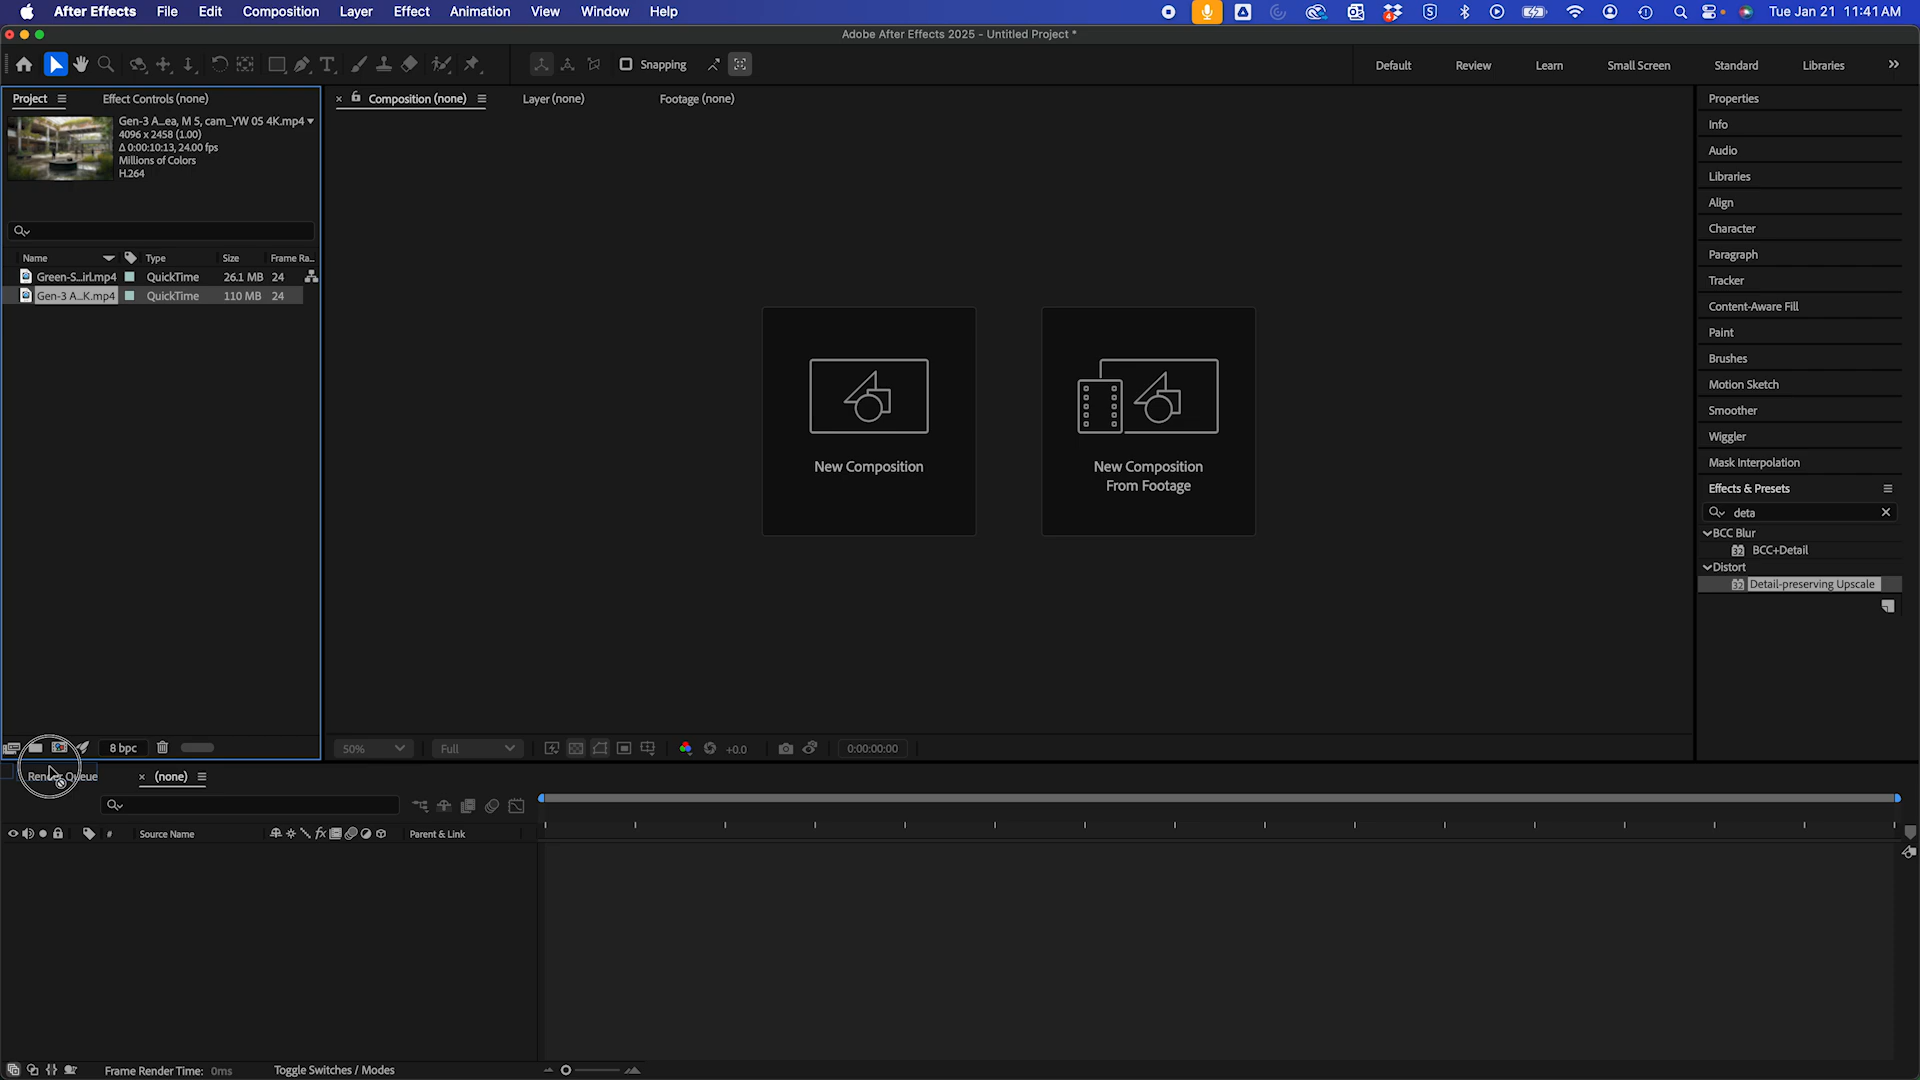 After Effects File Edit Composition Layer Effect Animation View Window Help
Tue Jan 21 11:41 AM
Adobe After Effects 2025 - Untitled Project *
Snapping
Default Review Learn Small Screen Standard Libraries
Project Effect Controls (none)
Composition (none) Layer (none) Footage (none)
Gen-3 A...ea, M 5, cam_YW 05 4K.mp4
4096 x 2458 (1.00)
Δ 0:00:10:13, 24.00 fps
Millions of Colors
H.264
Name Type Size Frame Ra...
Green-S...irl.mp4 QuickTime 26.1 MB 24
Gen-3 A...K.mp4 QuickTime 110 MB 24
New Composition
New Composition
From Footage
Properties
Info
Audio
Libraries
Align
Character
Paragraph
Tracker
Content-Aware Fill
Paint
Brushes
Motion Sketch
Smoother
Wiggler
Mask Interpolation
Effects & Presets
deta
BCC Blur
32 BCC+Detail
Distort
32 Detail-preserving Upscale
8 bpc
50% Full +0.0 0:00:00:00
Render Queue (none)
# Source Name fx Parent & Link
Frame Render Time: 0ms Toggle Switches / Modes